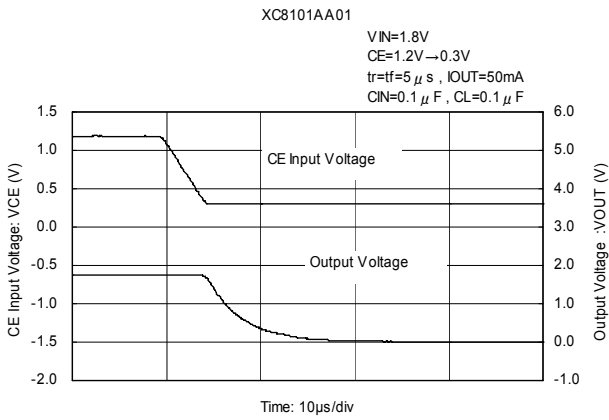 XC8101AA01
VIN=1.8V
CE=1.2V→0.3V
tr=tf=5μs , IOUT=50mA
CIN=0.1μF , CL=0.1μF
CE Input Voltage: VCE (V)
1.5
1.0
0.5
0.0
-0.5
-1.0
-1.5
-2.0
CE Input Voltage
Output Voltage
6.0
5.0
4.0
3.0
2.0
1.0
0.0
-1.0
Output Voltage :VOUT (V)
Time: 10μs/div